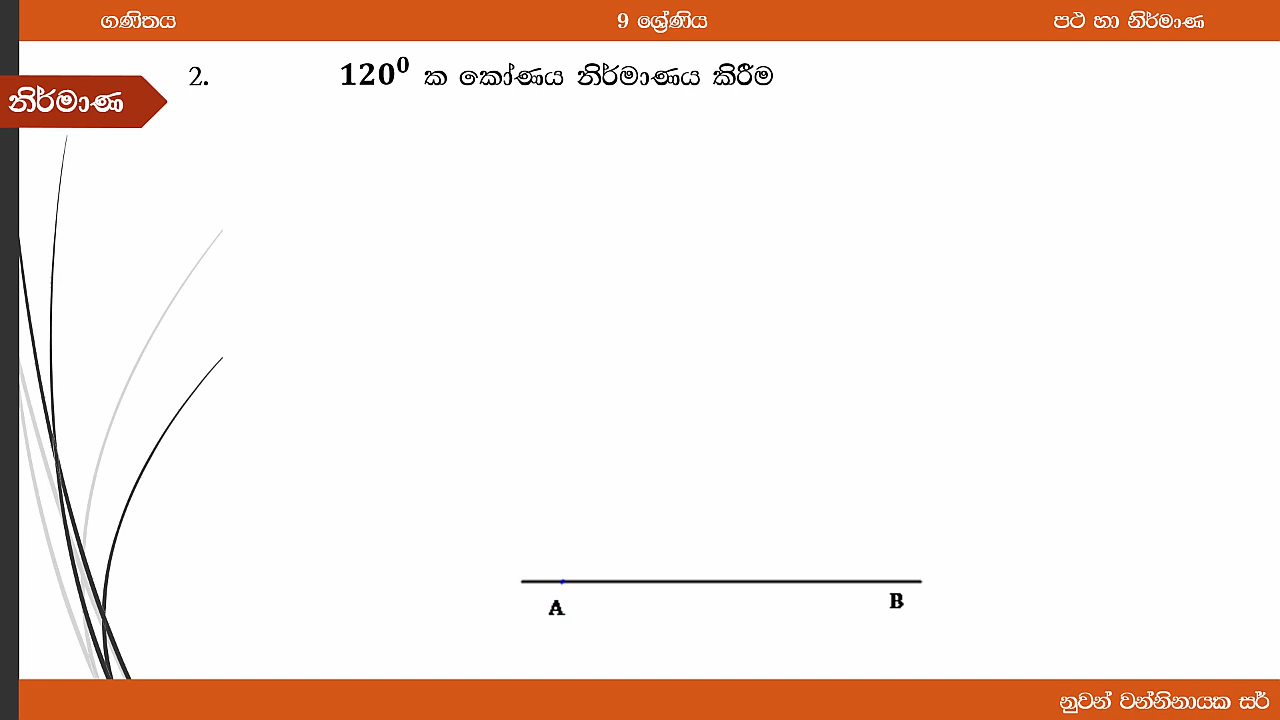 ගණිතය 9 ශ්‍රේණිය පථ හා නිර්මාණ
නිර්මාණ
2. 120⁰ ක කෝණය නිර්මාණය කිරීම
A B
නුවන් වන්නිනායක සර්